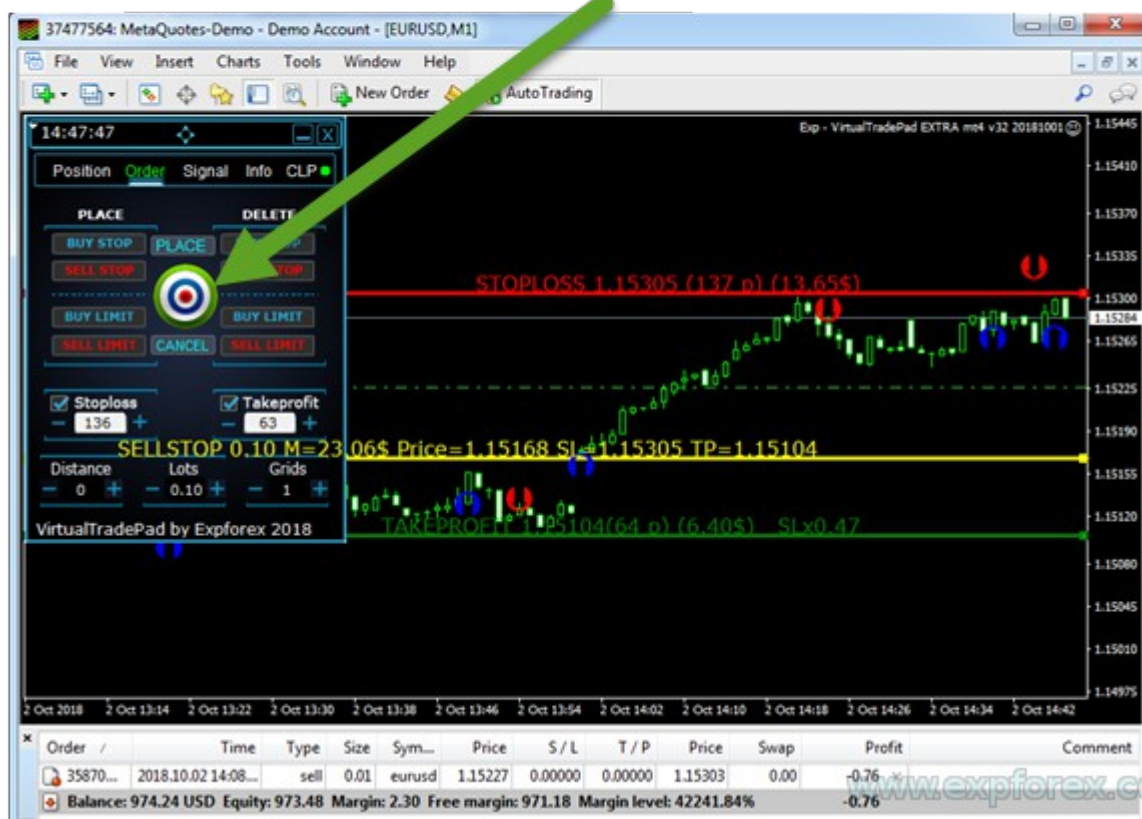 37477564: MetaQuotes-Demo - Demo Account - [EURUSD,M1]
File View Insert Charts Tools Window Help
New Order AutoTrading
14:47:47
Exp - VirtualTradePad EXTRA mt4 v32 20181001
Position Order Signal Info CLP
PLACE DELETE
BUY STOP PLACE
SELL STOP
BUY LIMIT BUY LIMIT
SELL LIMIT CANCEL SELL LIMIT
Stoploss Takeprofit
- 136 + - 63 +
Distance Lots Grids
- 0 + - 0.10 + - 1 +
VirtualTradePad by Expforex 2018
STOPLOSS 1.15305 (137 p) (13.65$)
SELLSTOP 0.10 M=23.06$ Price=1.15168 SL=1.15305 TP=1.15104
TAKEPROFIT 1.15104(64 p) (6.40$) SLx0.47
1.15445
1.15410
1.15370
1.15335
1.15300
1.15284
1.15265
1.15225
1.15190
1.15155
1.15120
1.15080
1.15045
1.15010
1.14975
2 Oct 2018 2 Oct 13:14 2 Oct 13:22 2 Oct 13:30 2 Oct 13:38 2 Oct 13:46 2 Oct 13:54 2 Oct 14:02 2 Oct 14:10 2 Oct 14:18 2 Oct 14:26 2 Oct 14:34 2 Oct 14:42
Order / Time Type Size Sym... Price S / L T / P Price Swap Profit Comment
35870... 2018.10.02 14:08... sell 0.01 eurusd 1.15227 0.00000 0.00000 1.15303 0.00 -0.76
Balance: 974.24 USD Equity: 973.48 Margin: 2.30 Free margin: 971.18 Margin level: 42241.84% -0.76
www.expforex.c